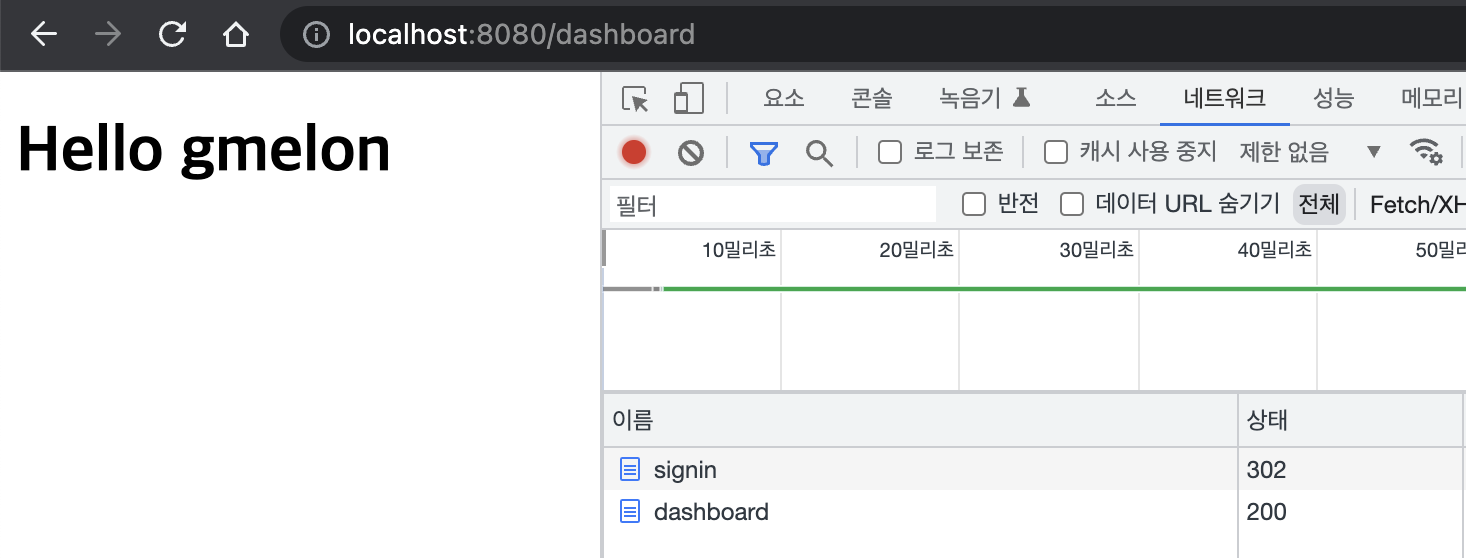 localhost:8080/dashboard
Hello gmelon
요소 콘솔 녹음기 소스 네트워크 성능 메모리
로그 보존 캐시 사용 중지 제한 없음
필터 반전 데이터 URL 숨기기 전체 Fetch/XH
10밀리초 20밀리초 30밀리초 40밀리초 50밀리
이름 상태
signin 302
dashboard 200